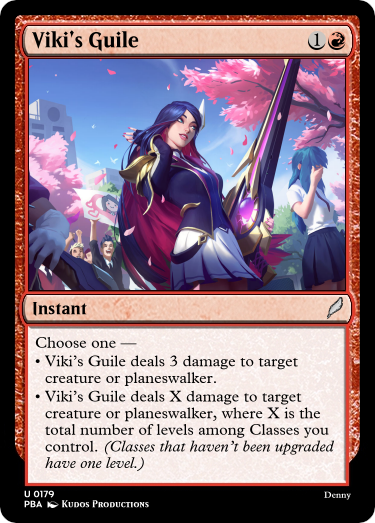 Viki's Guile 1
Instant
Choose one —
• Viki's Guile deals 3 damage to target
creature or planeswalker.
• Viki's Guile deals X damage to target
creature or planeswalker, where X is the
total number of levels among Classes you
control. (Classes that haven't been upgraded
have one level.)
U 0179
PBA Kudos Productions
Denny